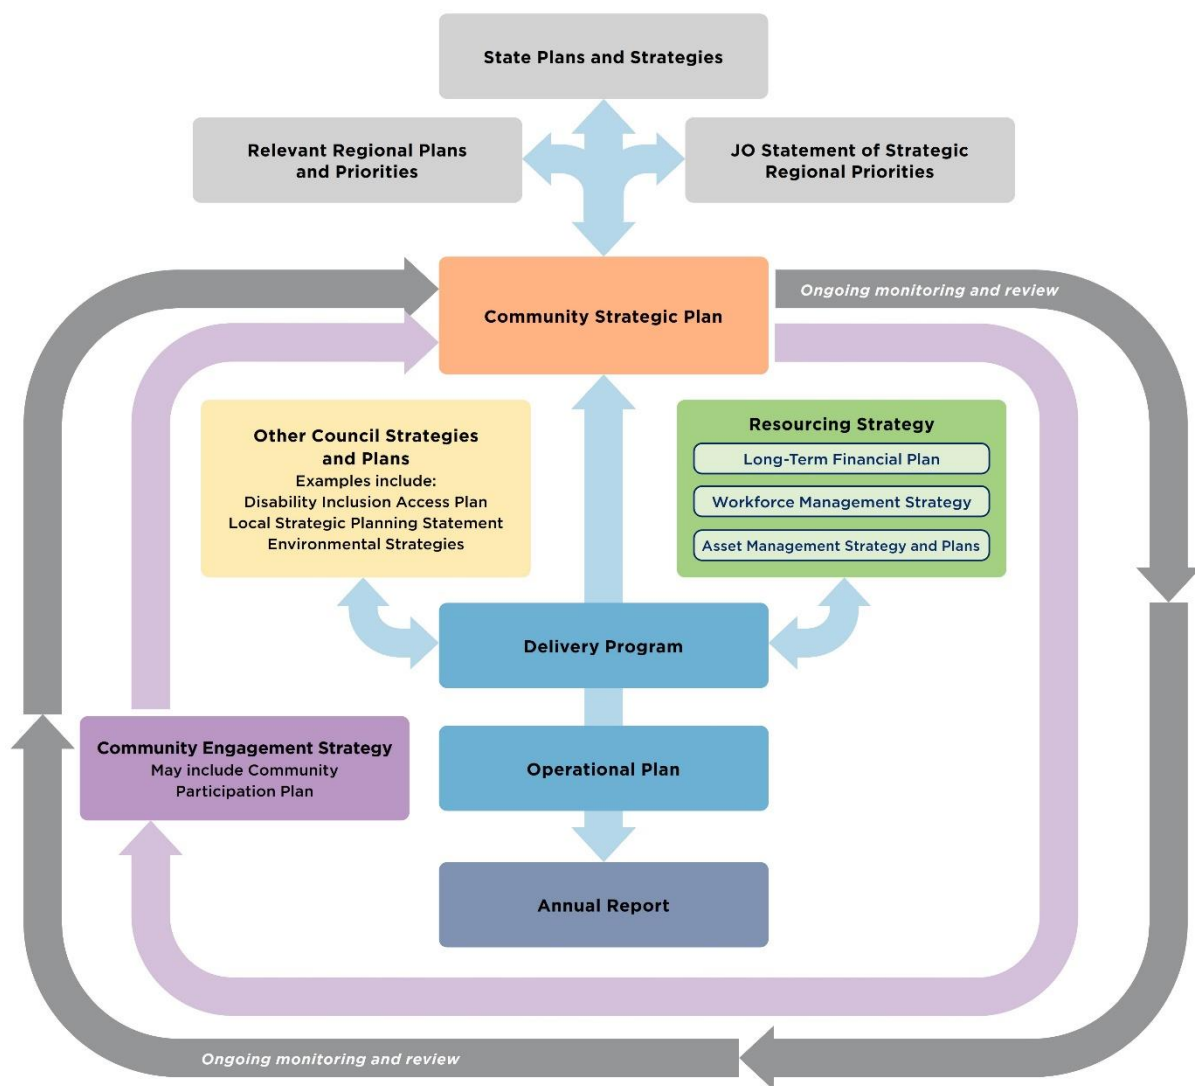 State Plans and Strategies
Relevant Regional Plans
and Priorities
JO Statement of Strategic
Regional Priorities
Community Strategic Plan
Ongoing monitoring and review
Other Council Strategies
and Plans
Examples include:
Disability Inclusion Access Plan
Local Strategic Planning Statement
Environmental Strategies
Resourcing Strategy
Long-Term Financial Plan
Workforce Management Strategy
Asset Management Strategy and Plans
Delivery Program
Community Engagement Strategy
May include Community
Participation Plan
Operational Plan
Annual Report
Ongoing monitoring and review